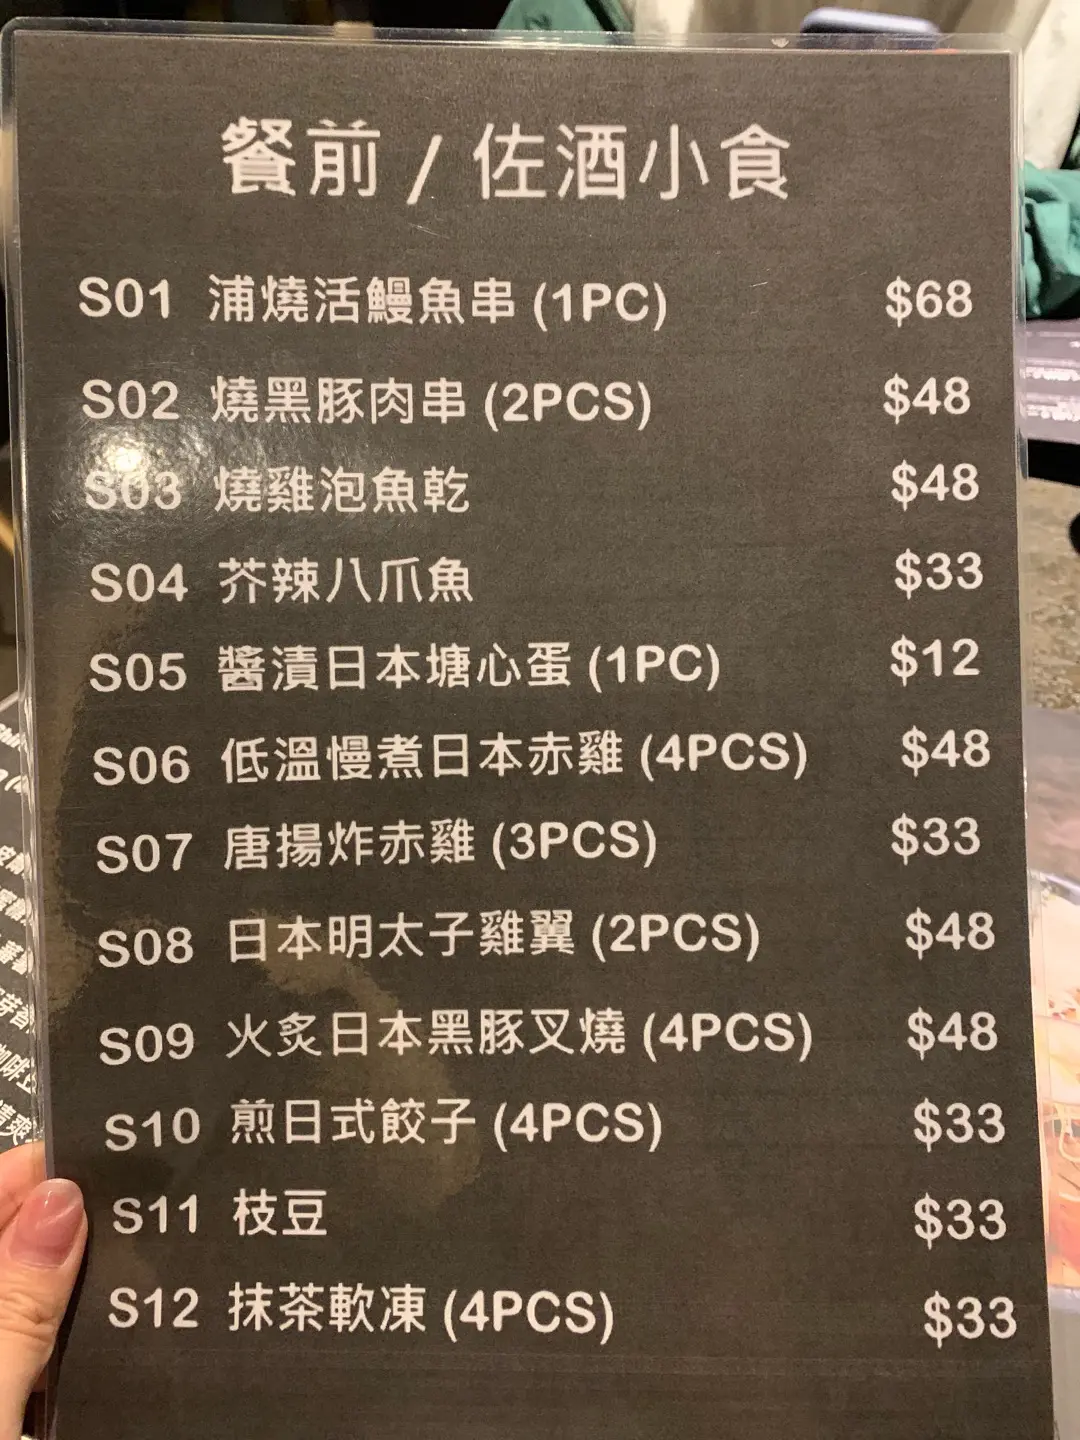 餐前 / 佐酒小食
S01 浦燒活鰻魚串 (1PC) $68
S02 燒黑豚肉串 (2PCS) $48
S03 燒雞泡魚乾 $48
S04 芥辣八爪魚 $33
S05 醬漬日本塘心蛋 (1PC) $12
S06 低溫慢煮日本赤雞 (4PCS) $48
S07 唐揚炸赤雞 (3PCS) $33
S08 日本明太子雞翼 (2PCS) $48
S09 火炙日本黑豚叉燒 (4PCS) $48
S10 煎日式餃子 (4PCS) $33
S11 枝豆 $33
S12 抹茶軟凍 (4PCS) $33